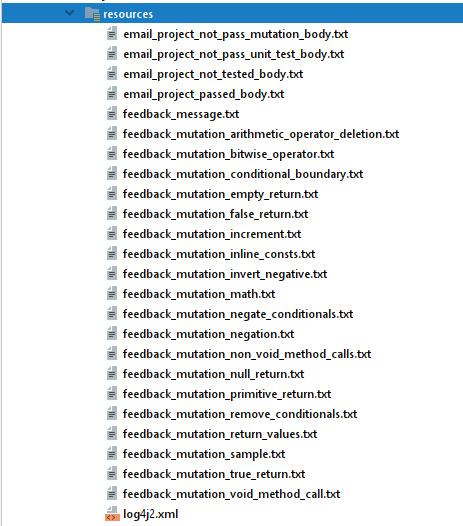 resources
email_project_not_pass_mutation_body.txt
email_project_not_pass_unit_test_body.txt
email_project_not_tested_body.txt
email_project_passed_body.txt
feedback_message.txt
feedback_mutation_arithmetic_operator_deletion.txt
feedback_mutation_bitwise_operator.txt
feedback_mutation_conditional_boundary.txt
feedback_mutation_empty_return.txt
feedback_mutation_false_return.txt
feedback_mutation_increment.txt
feedback_mutation_inline_consts.txt
feedback_mutation_invert_negative.txt
feedback_mutation_math.txt
feedback_mutation_negate_conditionals.txt
feedback_mutation_negation.txt
feedback_mutation_non_void_method_calls.txt
feedback_mutation_null_return.txt
feedback_mutation_primitive_return.txt
feedback_mutation_remove_conditionals.txt
feedback_mutation_return_values.txt
feedback_mutation_sample.txt
feedback_mutation_true_return.txt
feedback_mutation_void_method_call.txt
log4j2.xml